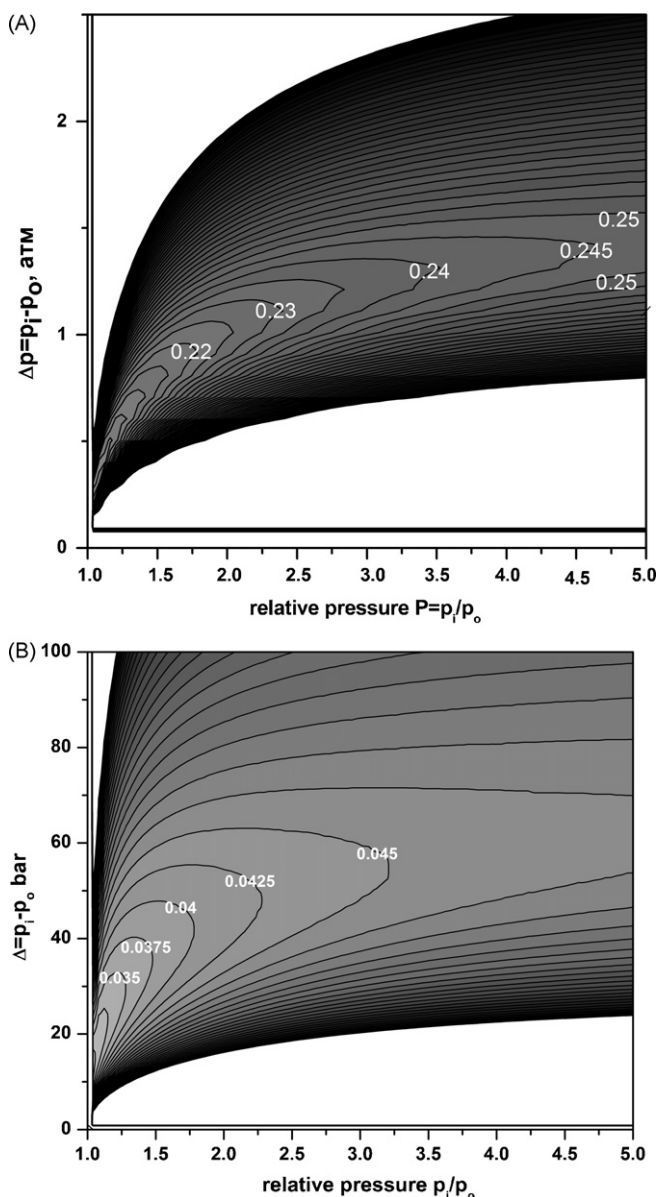 (A)
2
1
0
Δp=pᵢ-pₒ, атм
0.25
0.245
0.25
0.24
0.23
0.22
1.0 1.5 2.0 2.5 3.0 3.5 4.0 4.5 5.0
relative pressure P=pᵢ/pₒ
(B)
100
80
60
40
20
0
Δ=pᵢ-pₒ bar
0.045
0.0425
0.04
0.0375
0.035
1.0 1.5 2.0 2.5 3.0 3.5 4.0 4.5 5.0
relative pressure pᵢ/pₒ